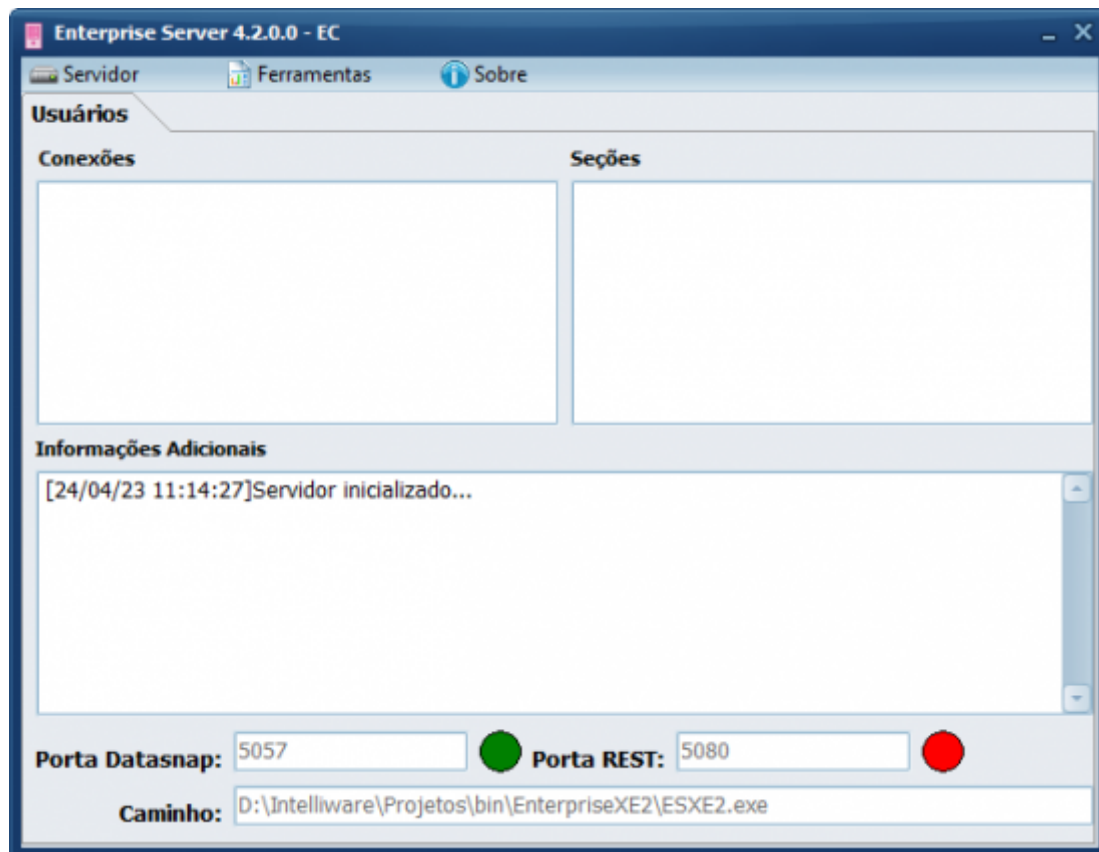 Enterprise Server 4.2.0.0 - EC
Servidor Ferramentas Sobre
Usuários
Conexões Seções
Informações Adicionais
[24/04/23 11:14:27]Servidor inicializado...
Porta Datasnap: 5057 Porta REST: 5080
Caminho: D:\Intelliware\Projetos\bin\EnterpriseXE2\ESXE2.exe